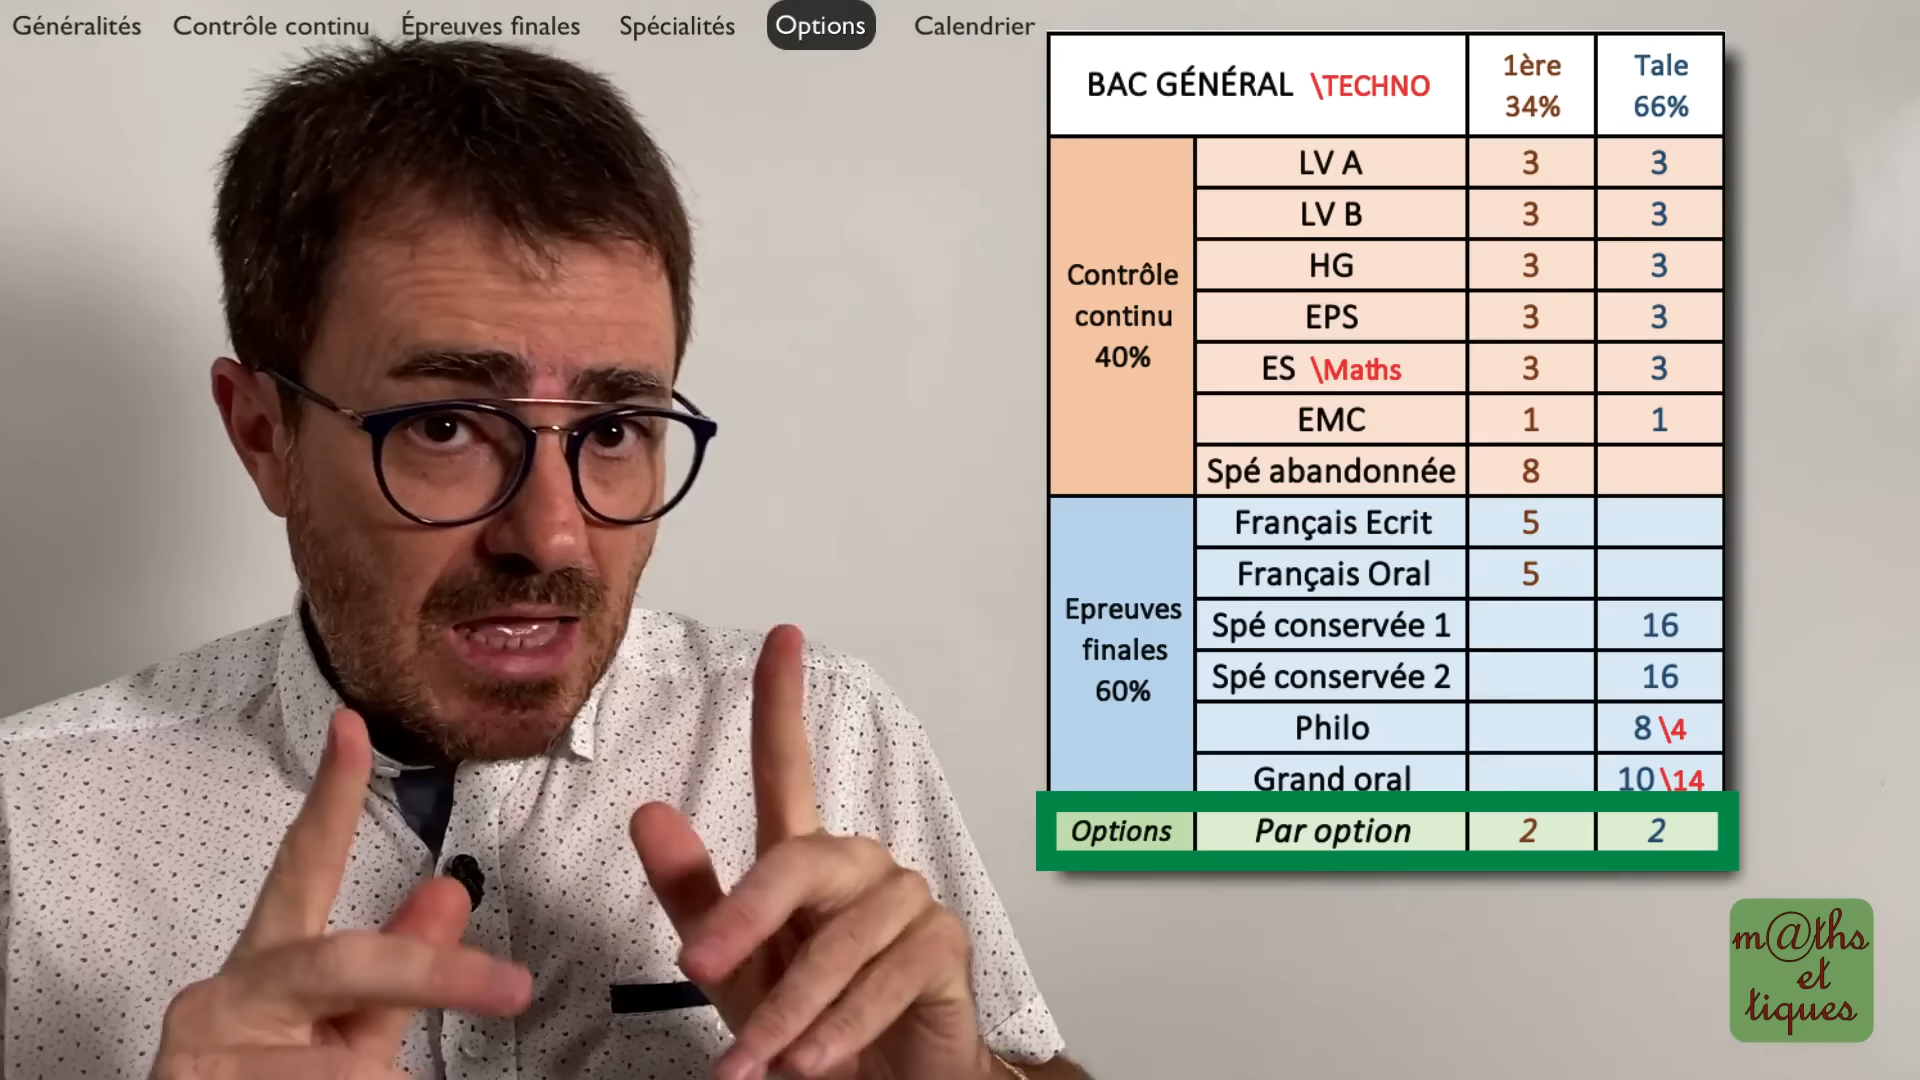 Généralités Contrôle continu Épreuves finales Spécialités Options Calendrier
BAC GÉNÉRAL \TECHNO 1ère 34% Tale 66%
Contrôle continu 40%
LV A 3 3
LV B 3 3
HG 3 3
EPS 3 3
ES \Maths 3 3
EMC 1 1
Spé abandonnée 8
Epreuves finales 60%
Français Ecrit 5
Français Oral 5
Spé conservée 1 16
Spé conservée 2 16
Philo 8 \4
Grand oral 10 \14
Options Par option 2 2
m@ths
et
tiques